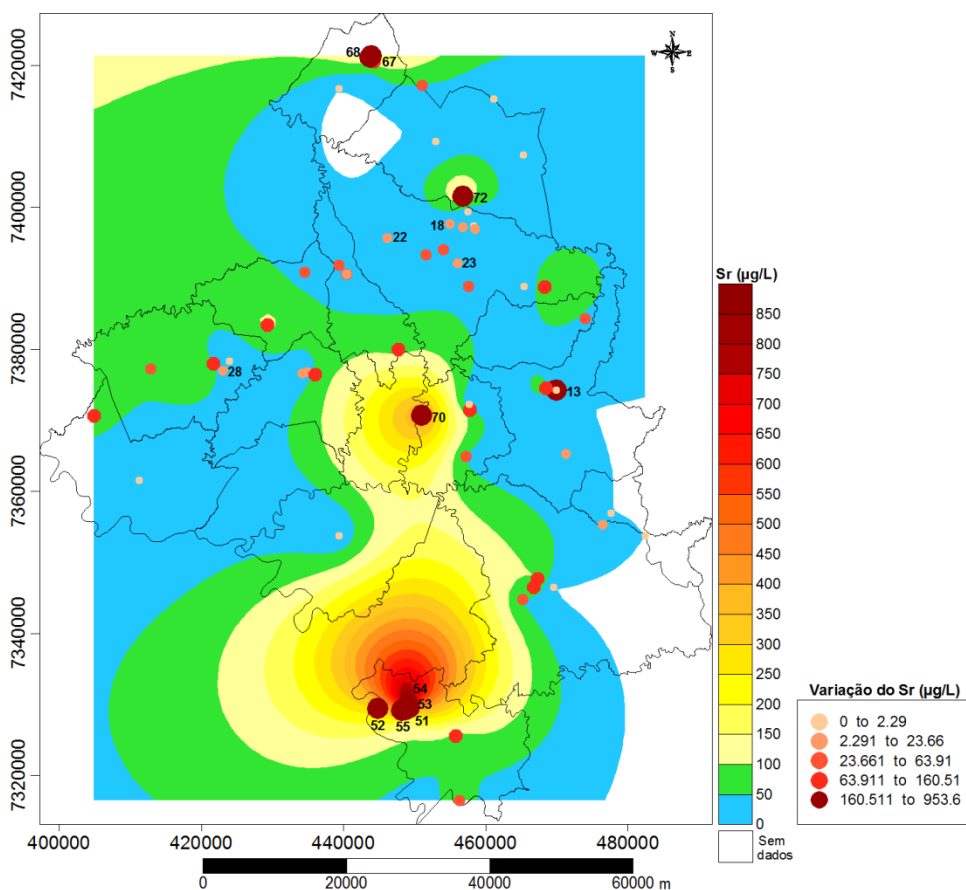 N
W E
S
7420000
7400000
7380000
7360000
7340000
7320000
68
67
72
18
22
23
28
13
70
54
53
52
55
51
400000 420000 440000 460000 480000
0 20000 40000 60000 m
Sr (µg/L)
850
800
750
700
650
600
550
500
450
400
350
300
250
200
150
100
50
0
Sem
dados
Variação do Sr (µg/L)
0 to 2.29
2.291 to 23.66
23.661 to 63.91
63.911 to 160.51
160.511 to 953.6